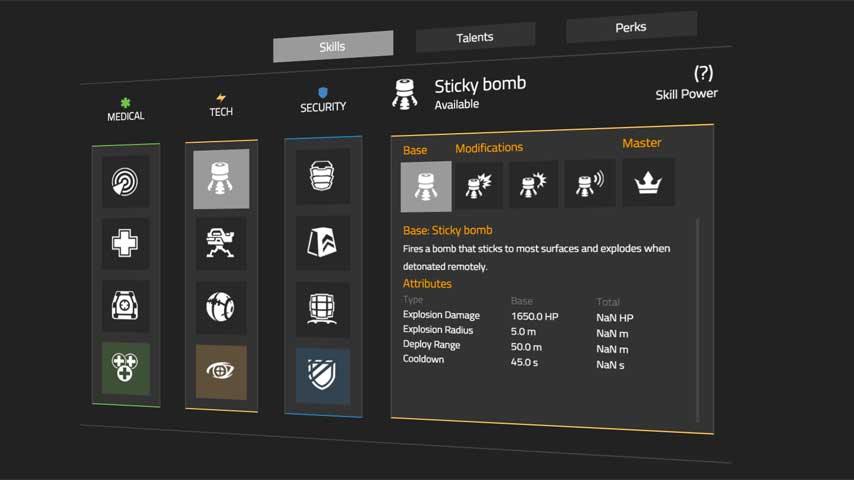 Skills
Talents
Perks
MEDICAL
TECH
SECURITY
Sticky bomb
Available
(?)
Skill Power
Base
Modifications
Master
Base: Sticky bomb
Fires a bomb that sticks to most surfaces and explodes when
detonated remotely.
Attributes
Type Base Total
Explosion Damage 1650.0 HP NaN HP
Explosion Radius 5.0 m NaN m
Deploy Range 50.0 m NaN m
Cooldown 45.0 s NaN s